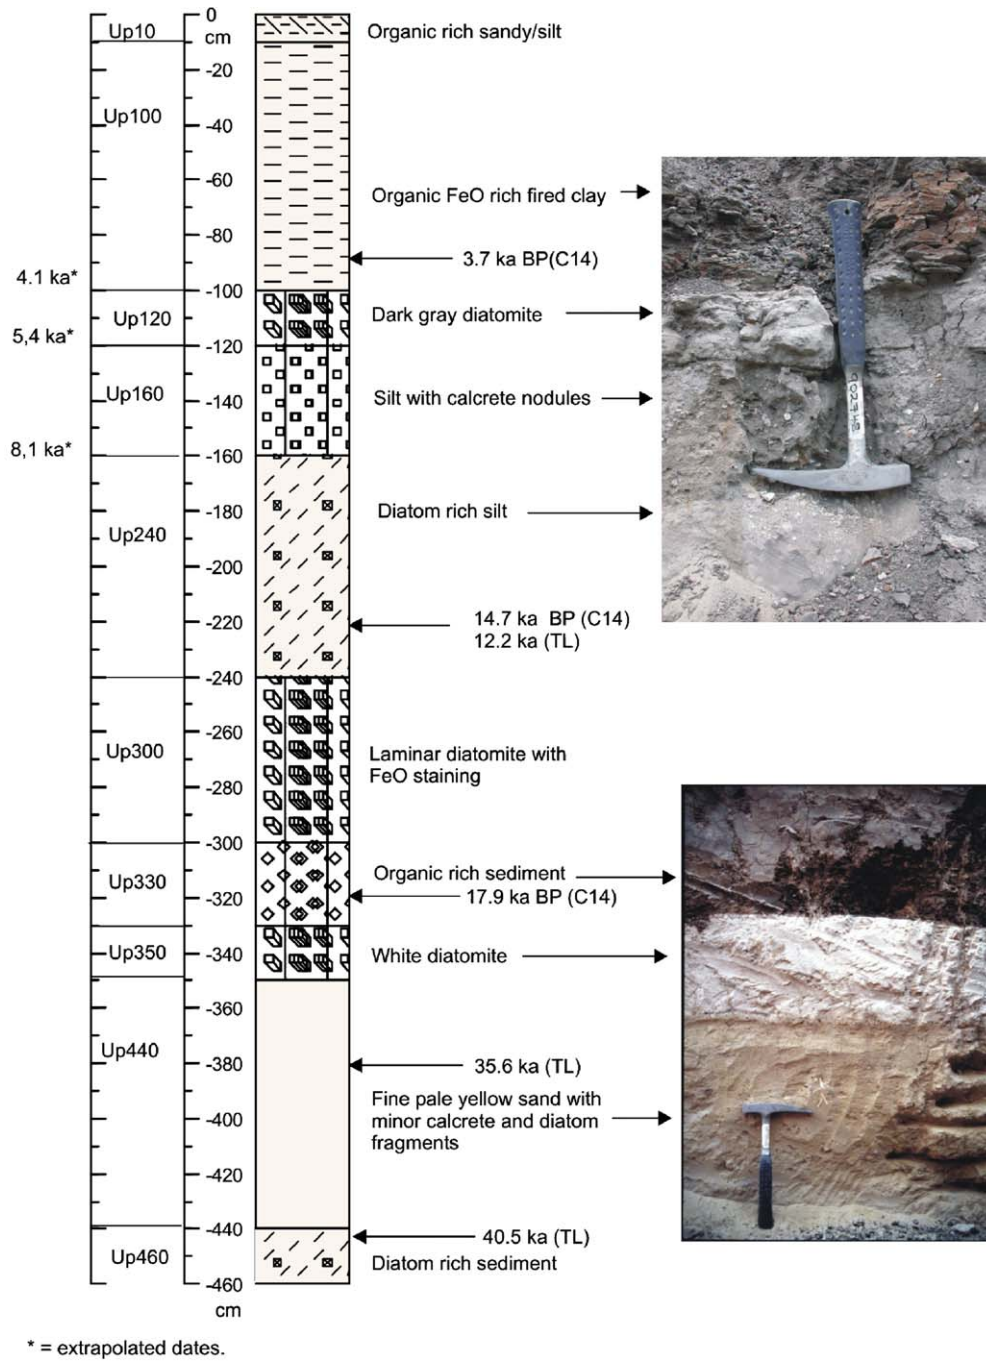 0
cm
Up10
Organic rich sandy/silt
-20
Up100
-40
-60
Organic FeO rich fired clay
-80
3.7 ka BP(C14)
4.1 ka*
-100
Up120
Dark gray diatomite
5,4 ka*
-120
Up160
Silt with calcrete nodules
-140
8,1 ka*
-160
-180
Diatom rich silt
Up240
-200
14.7 ka BP (C14)
-220
12.2 ka (TL)
-240
-260
Up300
Laminar diatomite with
FeO staining
-280
-300
Organic rich sediment
Up330
17.9 ka BP (C14)
-320
Up350
White diatomite
-340
-360
Up440
35.6 ka (TL)
-380
Fine pale yellow sand with
minor calcrete and diatom
fragments
-400
-420
-440
40.5 ka (TL)
Up460
Diatom rich sediment
-460
cm
* = extrapolated dates.